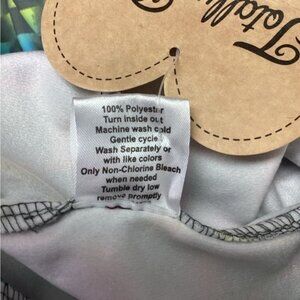 Totall
100% Polyester
Turn inside out
Machine wash cold
Gentle cycle
Wash Separately or
with like colors
Only Non-Chlorine Bleach
when needed
Tumble dry low
remove promptly